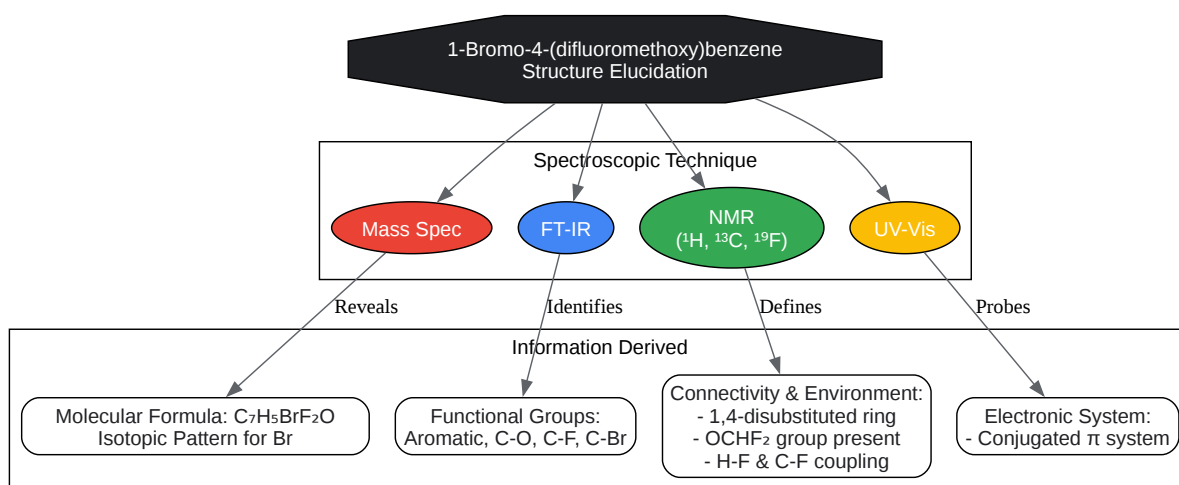 1-Bromo-4-(difluoromethoxy)benzene
Structure Elucidation
Spectroscopic Technique
Mass Spec
FT-IR
NMR
(¹H, ¹³C, ¹⁹F)
UV-Vis
Reveals
Identifies
Defines
Probes
Information Derived
Molecular Formula: C₇H₅BrF₂O
Isotopic Pattern for Br
Functional Groups:
Aromatic, C-O, C-F, C-Br
Connectivity & Environment:
- 1,4-disubstituted ring
- OCHF₂ group present
- H-F & C-F coupling
Electronic System:
- Conjugated π system